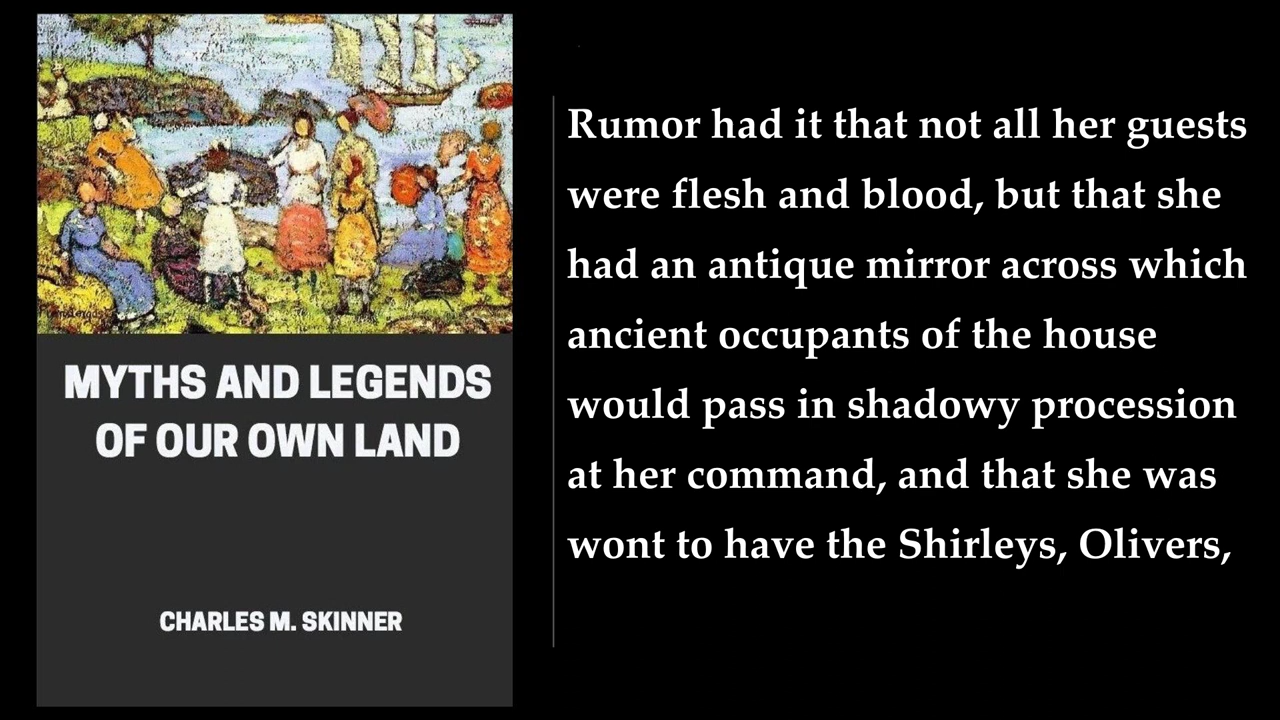 MYTHS AND LEGENDS
OF OUR OWN LAND
CHARLES M. SKINNER
Rumor had it that not all her guests
were flesh and blood, but that she
had an antique mirror across which
ancient occupants of the house
would pass in shadowy procession
at her command, and that she was
wont to have the Shirleys, Olivers,